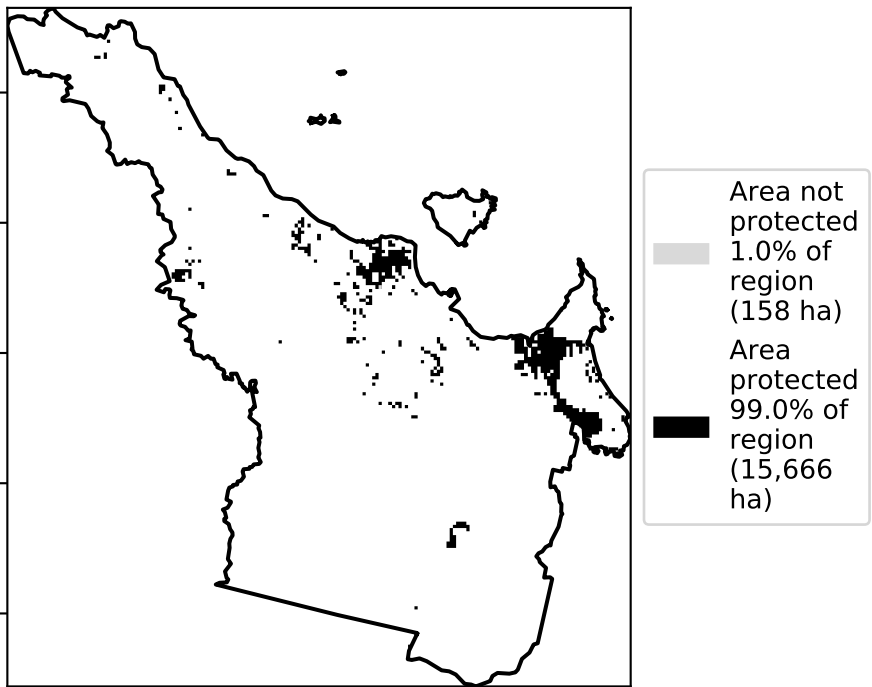 Area not
protected
1.0% of
region
(158 ha)
Area
protected
99.0% of
region
(15,666
ha)